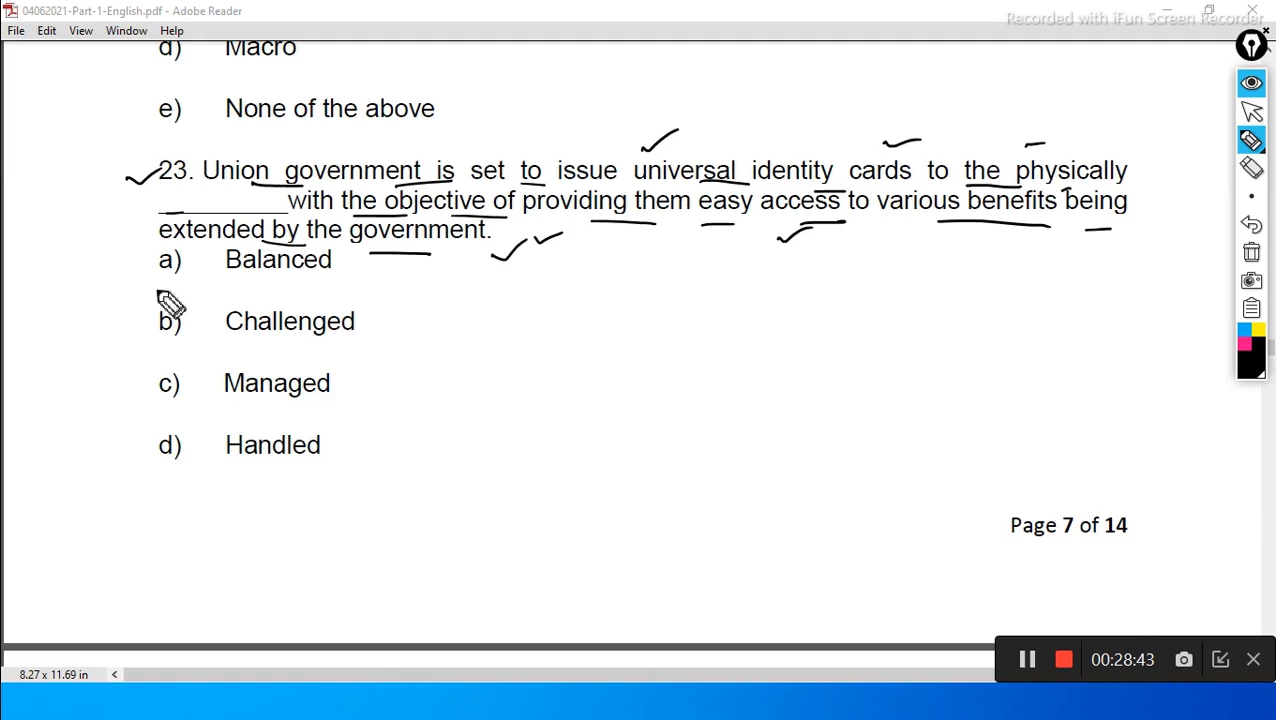 04062021-Part-1-English.pdf - Adobe Reader
Recorded with iFun Screen Recorder
File Edit View Window Help
d) Macro
e) None of the above
23. Union government is set to issue universal identity cards to the physically
_________ with the objective of providing them easy access to various benefits being
extended by the government.
a) Balanced
b) Challenged
c) Managed
d) Handled
Page 7 of 14
8.27 x 11.69 in
00:28:43